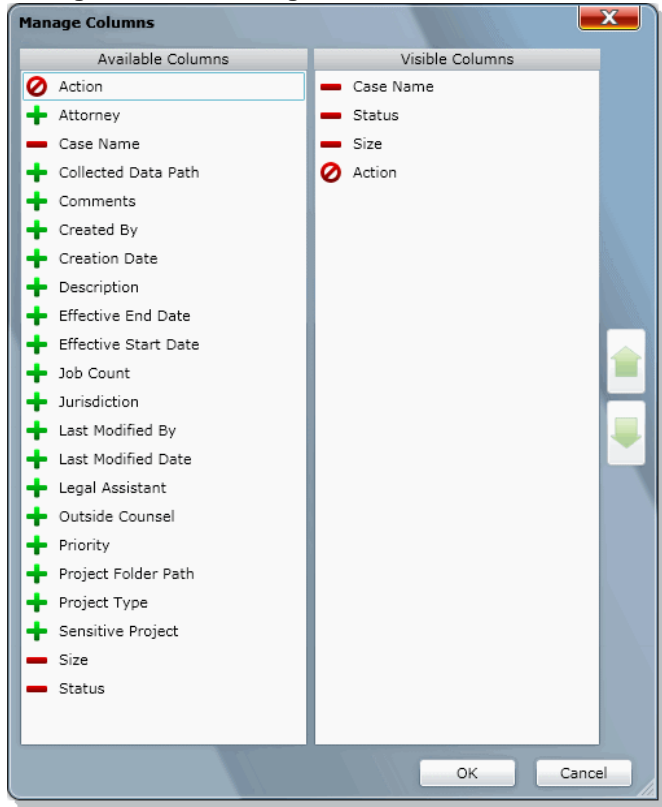 Manage Columns
Available Columns
Action
Attorney
Case Name
Collected Data Path
Comments
Created By
Creation Date
Description
Effective End Date
Effective Start Date
Job Count
Jurisdiction
Last Modified By
Last Modified Date
Legal Assistant
Outside Counsel
Priority
Project Folder Path
Project Type
Sensitive Project
Size
Status
Visible Columns
Case Name
Status
Size
Action
OK
Cancel